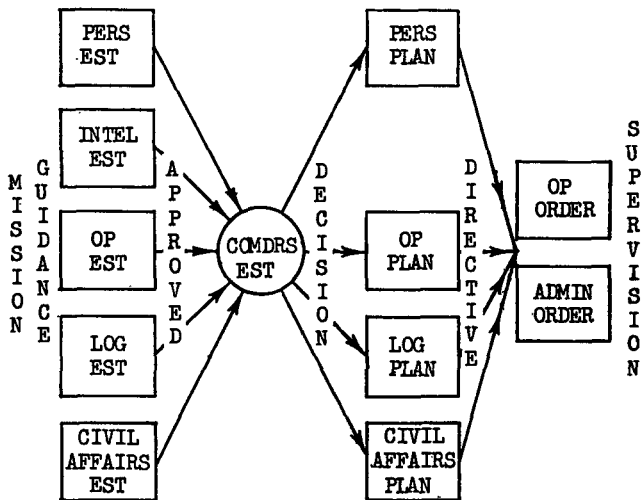 MISSION
GUIDANCE
PERS
EST
INTEL
EST
OP
EST
LOG
EST
CIVIL
AFFAIRS
EST
APPROVED
COMDRS
EST
DECISION
PERS
PLAN
OP
PLAN
LOG
PLAN
CIVIL
AFFAIRS
PLAN
DIRECTIVE
OP
ORDER
ADMIN
ORDER
SUPERVISION